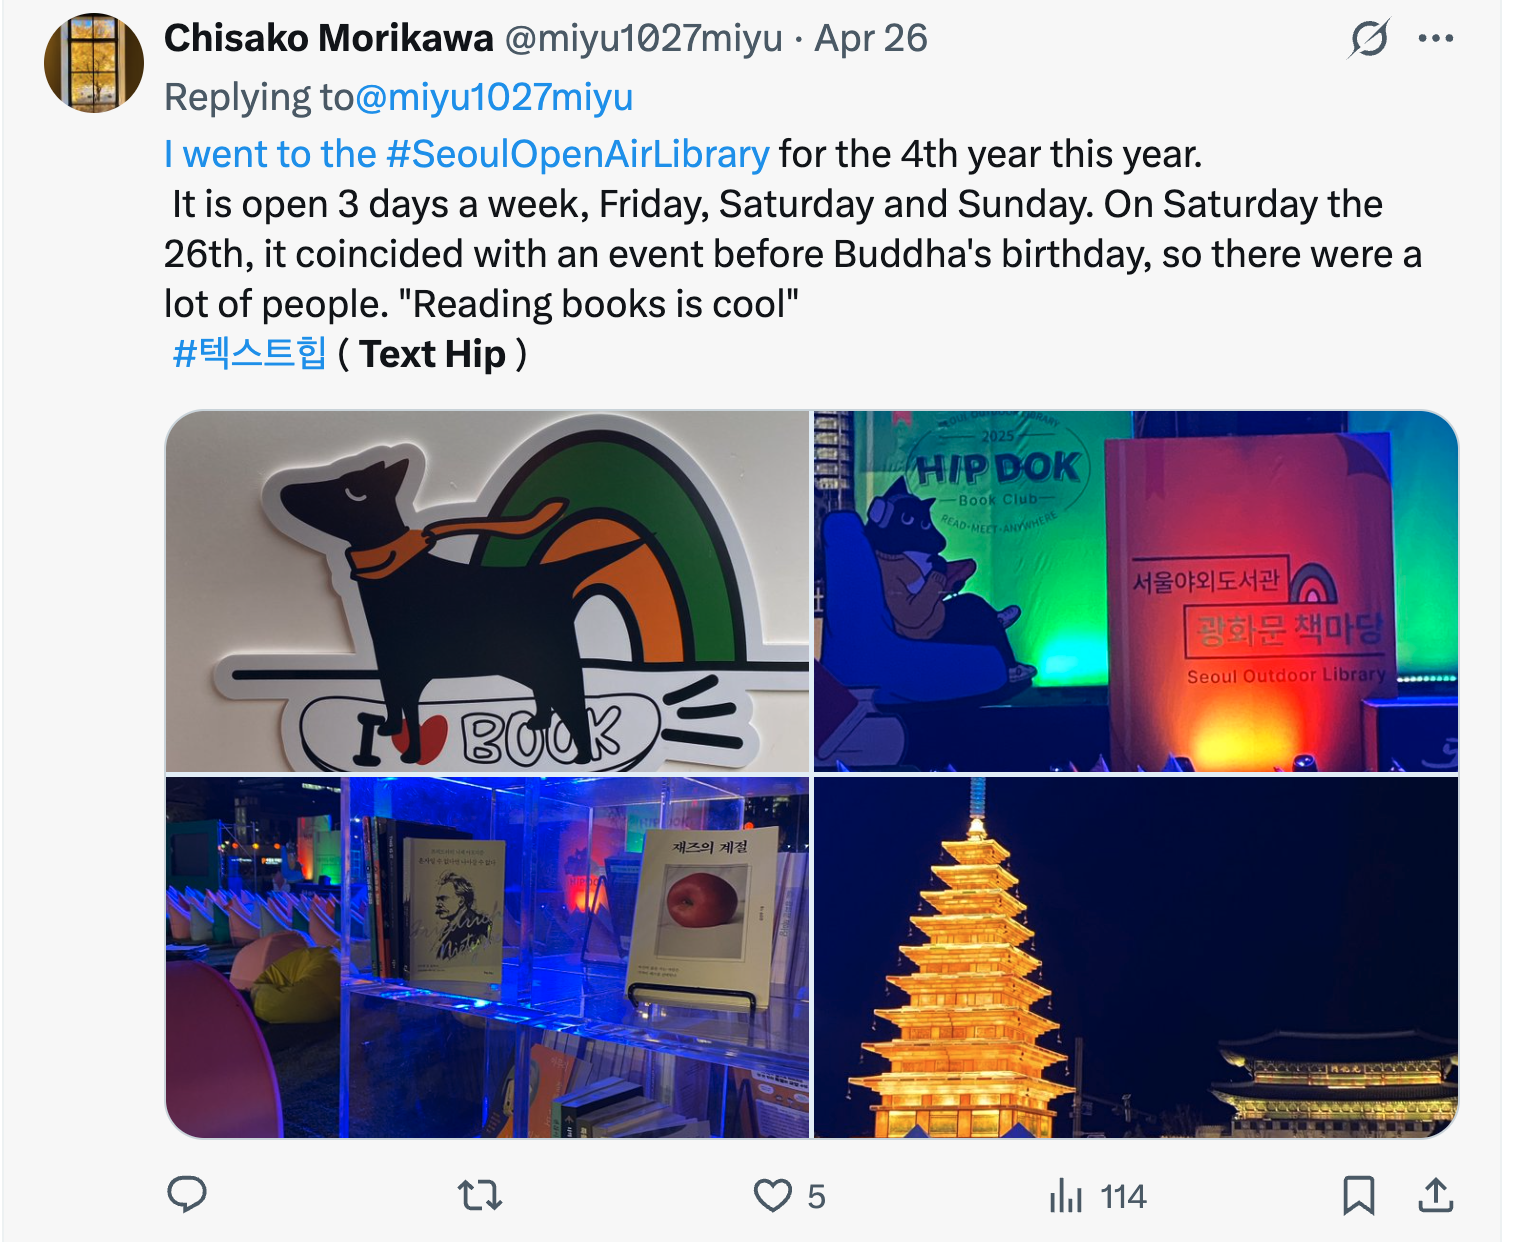 Chisako Morikawa @miyu1027miyu · Apr 26
Replying to@miyu1027miyu
I went to the #SeoulOpenAirLibrary for the 4th year this year.
It is open 3 days a week, Friday, Saturday and Sunday. On Saturday the
26th, it coincided with an event before Buddha's birthday, so there were a
lot of people. "Reading books is cool"
#텍스트힙 ( Text Hip )
I BOOK
2025
HIP DOK
Book Club
READ·MEET·ANYWHERE
서울야외도서관
광화문 책마당
Seoul Outdoor Library
Friedrich
재즈의 계절
5
114